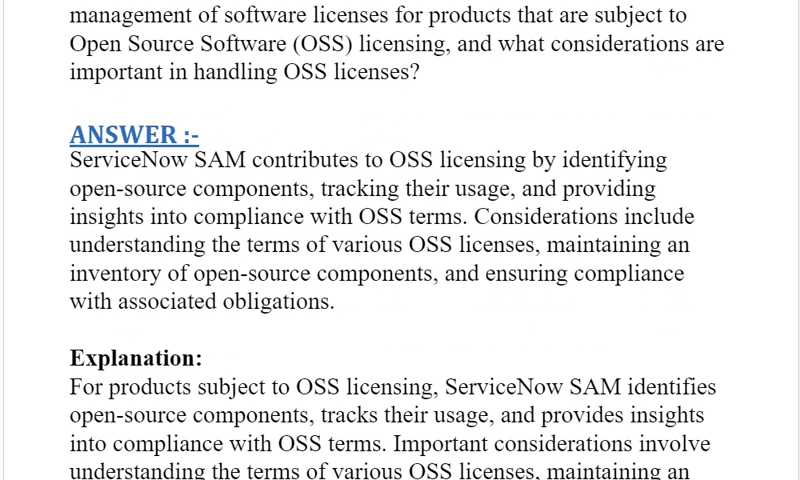 management of software licenses for products that are subject to
Open Source Software (OSS) licensing, and what considerations are
important in handling OSS licenses?
ANSWER :-
ServiceNow SAM contributes to OSS licensing by identifying
open-source components, tracking their usage, and providing
insights into compliance with OSS terms. Considerations include
understanding the terms of various OSS licenses, maintaining an
inventory of open-source components, and ensuring compliance
with associated obligations.
Explanation:
For products subject to OSS licensing, ServiceNow SAM identifies
open-source components, tracks their usage, and provides insights
into compliance with OSS terms. Important considerations involve
understanding the terms of various OSS licenses, maintaining an